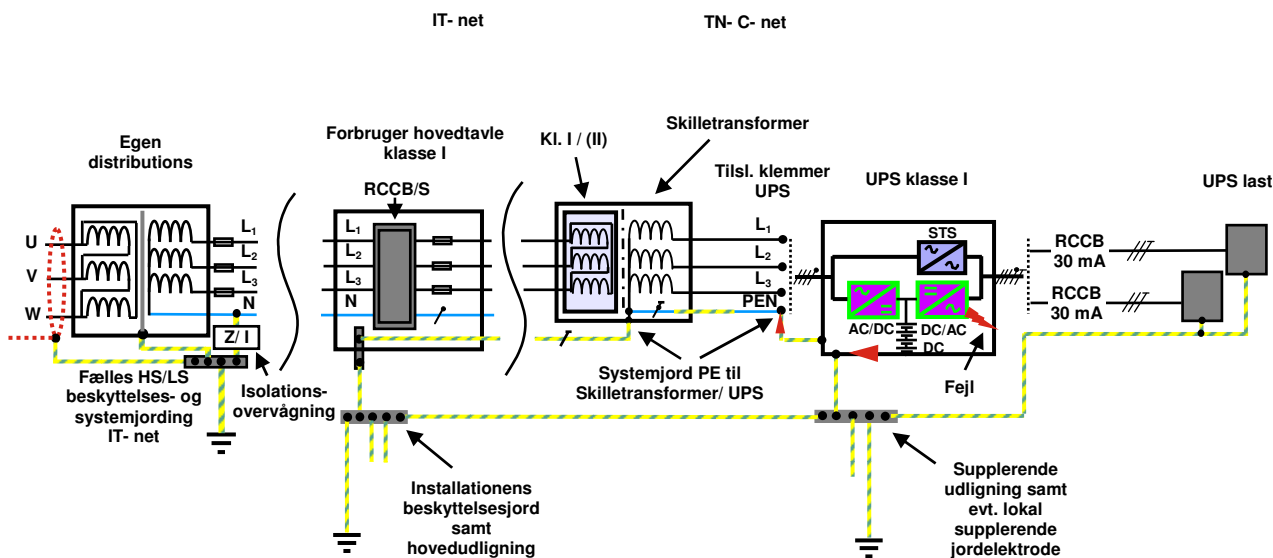 IT- net
TN- C- net
Egen
distributions
Forbruger hovedtavle
klasse I
Kl. I / (II)
Skilletransformer
Tilsl. klemmer
UPS
UPS klasse I
UPS last
RCCB/S
U
V
W
L1
L2
L3
N
Z/ I
L1
L2
L3
N
L1
L2
L3
PEN
STS
AC/DC
DC/AC
DC
RCCB
30 mA
RCCB
30 mA
Fælles HS/LS
beskyttelses- og
systemjording
IT- net
Isolations-
overvågning
Systemjord PE til
Skilletransformer/ UPS
Fejl
Installationens
beskyttelsesjord
samt
hovedudligning
Supplerende
udligning samt
evt. lokal
supplerende
jordelektrode